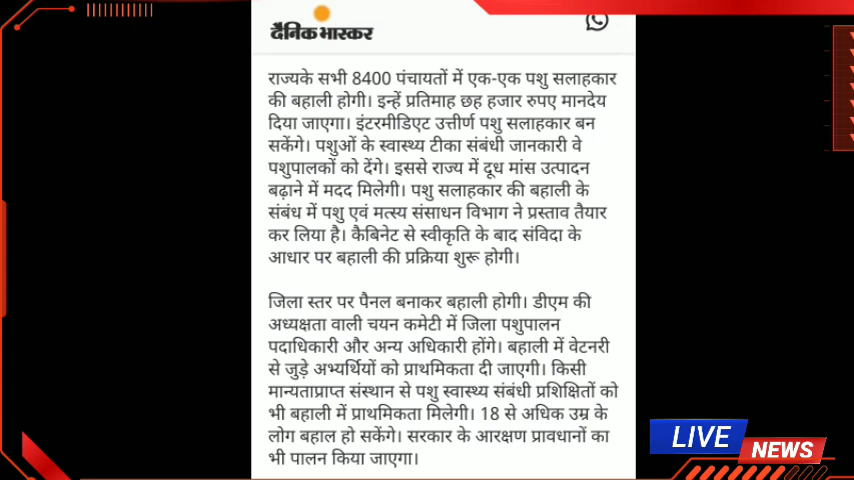 दैनिक भास्कर
राज्यके सभी 8400 पंचायतों में एक-एक पशु सलाहकार
की बहाली होगी। इन्हें प्रतिमाह छह हजार रुपए मानदेय
दिया जाएगा। इंटरमीडिएट उत्तीर्ण पशु सलाहकार बन
सकेंगे। पशुओं के स्वास्थ्य टीका संबंधी जानकारी वे
पशुपालकों को देंगे। इससे राज्य में दूध मांस उत्पादन
बढ़ाने में मदद मिलेगी। पशु सलाहकार की बहाली के
संबंध में पशु एवं मत्स्य संसाधन विभाग ने प्रस्ताव तैयार
कर लिया है। कैबिनेट से स्वीकृति के बाद संविदा के
आधार पर बहाली की प्रक्रिया शुरू होगी।
जिला स्तर पर पैनल बनाकर बहाली होगी। डीएम की
अध्यक्षता वाली चयन कमेटी में जिला पशुपालन
पदाधिकारी और अन्य अधिकारी होंगे। बहाली में वेटनरी
से जुड़े अभ्यर्थियों को प्राथमिकता दी जाएगी। किसी
मान्यताप्राप्त संस्थान से पशु स्वास्थ्य संबंधी प्रशिक्षितों को
भी बहाली में प्राथमिकता मिलेगी। 18 से अधिक उम्र के
लोग बहाल हो सकेंगे। सरकार के आरक्षण प्रावधानों का
भी पालन किया जाएगा।
LIVE
NEWS